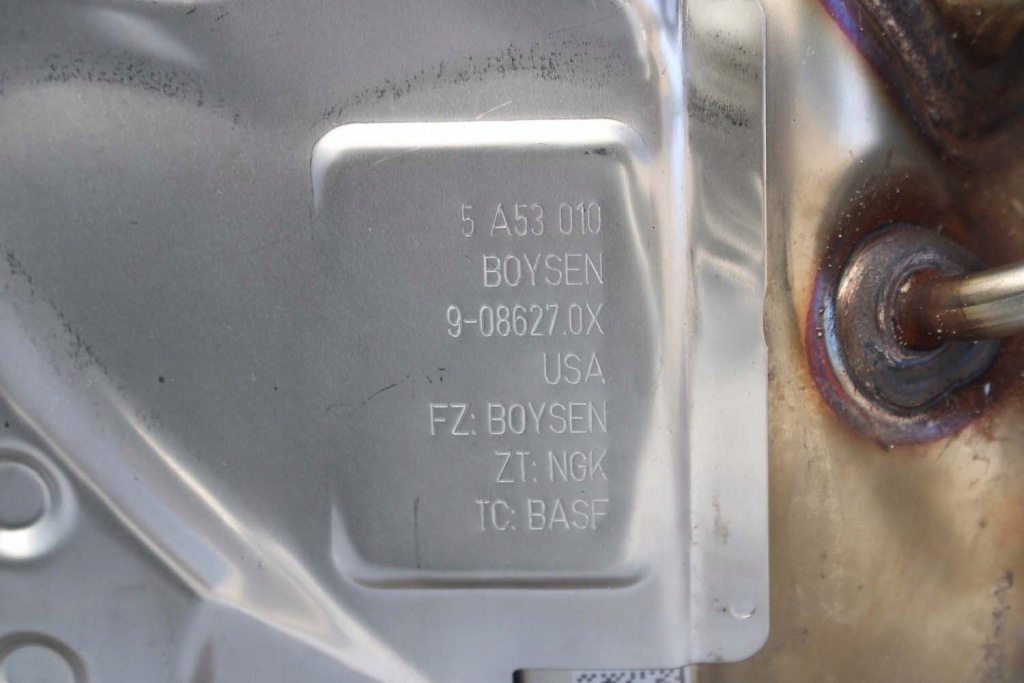 5 A53 010
BOYSEN
9-08627.0X
USA
FZ: BOYSEN
ZT: NGK
TC: BASF